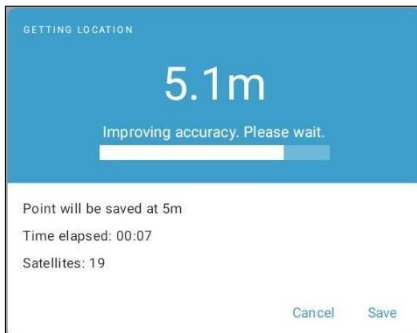 GETTING LOCATION
5.1m
Improving accuracy. Please wait.
Point will be saved at 5m
Time elapsed: 00:07
Satellites: 19
Cancel Save